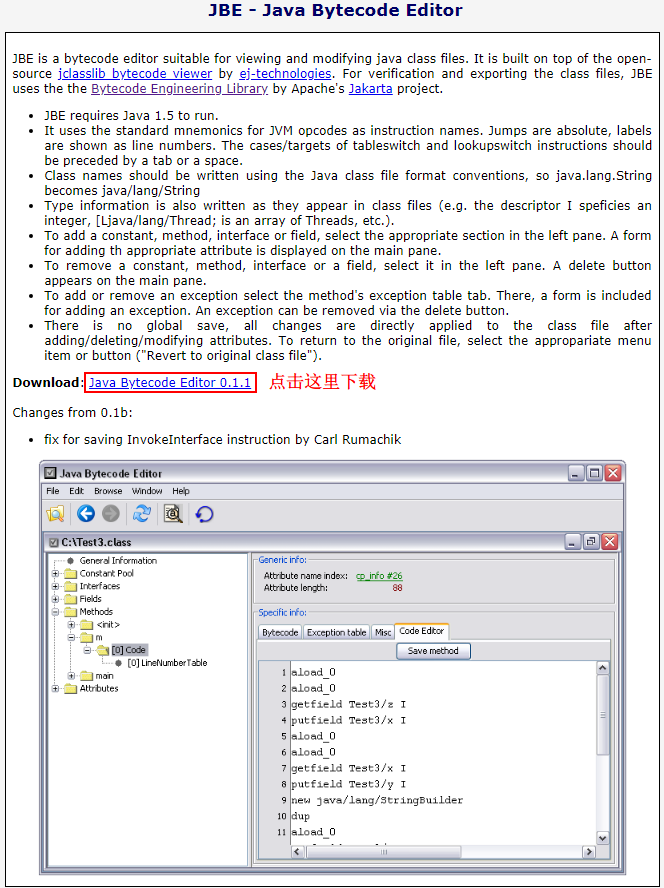 JBE - Java Bytecode Editor
JBE is a bytecode editor suitable for viewing and modifying java class files. It is built on top of the open-
source jclasslib bytecode viewer by ej-technologies. For verification and exporting the class files, JBE
uses the the Bytecode Engineering Library by Apache's Jakarta project.
• JBE requires Java 1.5 to run.
• It uses the standard mnemonics for JVM opcodes as instruction names. Jumps are absolute, labels
are shown as line numbers. The cases/targets of tableswitch and lookupswitch instructions should
be preceded by a tab or a space.
• Class names should be written using the Java class file format conventions, so java.lang.String
becomes java/lang/String
• Type information is also written as they appear in class files (e.g. the descriptor I speficies an
integer, [Ljava/lang/Thread; is an array of Threads, etc.).
• To add a constant, method, interface or field, select the appropriate section in the left pane. A form
for adding th appropriate attribute is displayed on the main pane.
• To remove a constant, method, interface or a field, select it in the left pane. A delete button
appears on the main pane.
• To add or remove an exception select the method's exception table tab. There, a form is included
for adding an exception. An exception can be removed via the delete button.
• There is no global save, all changes are directly applied to the class file after
adding/deleting/modifying attributes. To return to the original file, select the appropariate menu
item or button ("Revert to original class file").
Download: Java Bytecode Editor 0.1.1 点击这里下载
Changes from 0.1b:
• fix for saving InvokeInterface instruction by Carl Rumachik
Java Bytecode Editor
File Edit Browse Window Help
C:\Test3.class
General Information
Constant Pool
Interfaces
Fields
Methods
<init>
m
[0] Code
[0] LineNumberTable
main
Attributes
Generic info:
Attribute name index: cp_info #26
Attribute length: 88
Specific info:
Bytecode Exception table Misc Code Editor
Save method
1 aload_0
2 aload_0
3 getfield Test3/z I
4 putfield Test3/x I
5 aload_0
6 aload_0
7 getfield Test3/x I
8 putfield Test3/y I
9 new java/lang/StringBuilder
10 dup
11 aload_0